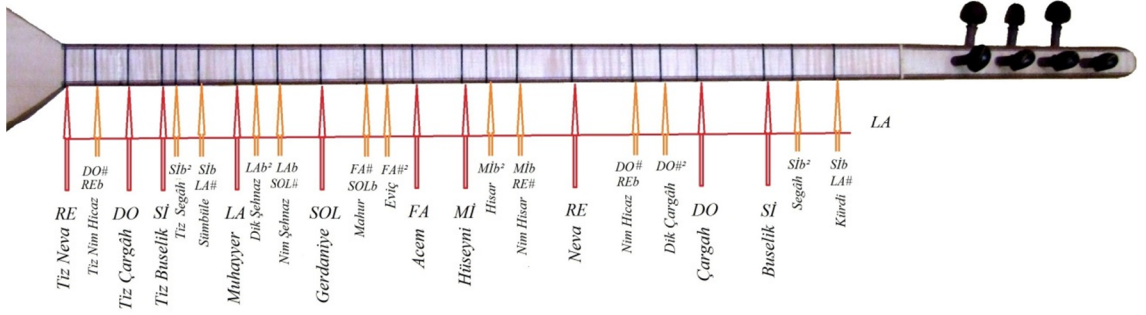 LA
RE
Tiz Neva
DO#
REb
Tiz Nim Hicaz
DO
Tiz Çargâh
Sİ
Tiz Buselik
Sİb²
Tiz Segâh
Sİb
LA#
Sümbüle
LA
Muhayyer
LAb²
Dik Şehnaz
LAb
SOL#
Nim Şehnaz
SOL
Gerdaniye
FA#
SOLb
Mahur
FA#²
Eviç
FA
Acem
Mİ
Hüseyni
Mİb²
Hisar
Mİb
RE#
Nim Hisar
RE
Neva
DO#
REb
Nim Hicaz
DO#²
Dik Çargâh
DO
Çargah
Sİ
Buselik
Sİb²
Segâh
Sİb
LA#
Kürdi